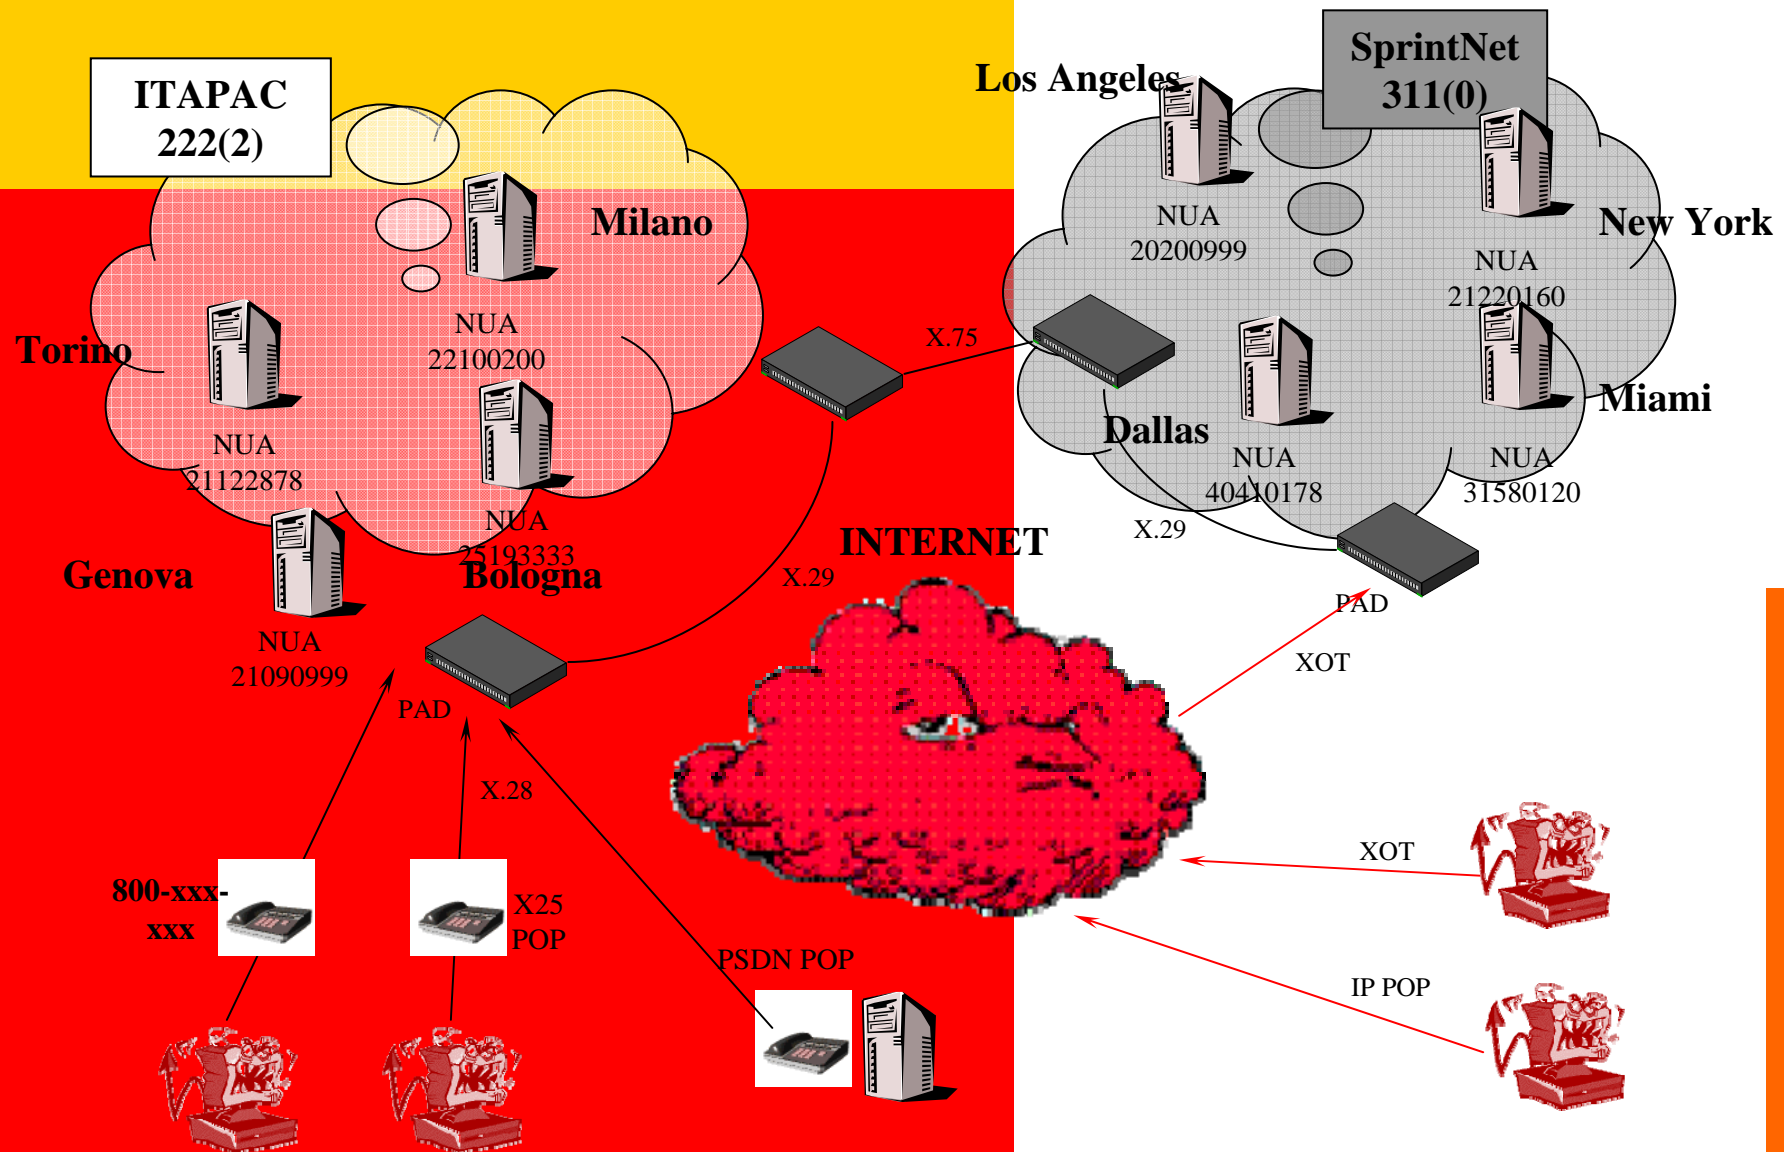 ITAPAC
222(2)
SprintNet
311(0)
Los Angeles
NUA
20200999
New York
NUA
21220160
Milano
NUA
22100200
Torino
NUA
21122878
X.75
Dallas
NUA
40410178
Miami
NUA
31580120
NUA
25193333
Bologna
Genova
NUA
21090999
X.29
INTERNET
X.29
PAD
XOT
PAD
X.28
800-xxx-
xxx
X25
POP
PSDN POP
XOT
IP POP